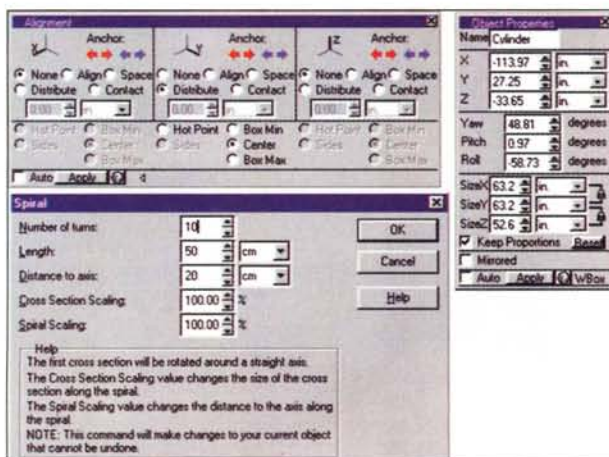 Alignment
X Anchor: Y Anchor: Z Anchor:
None Align Space None Align Space None Align Space
Distribute Contact Distribute Contact Distribute Contact
0.00 in. 0.00 in. 0.00 in.
Hot Point Box Min Hot Point Box Min Hot Point Box Min
Sides Center Sides Center Sides Center
Box Max Box Max Box Max
Auto Apply
Spiral
Number of turns: 10 OK
Length: 50 cm
Cancel
Distance to axis: 20 cm
Cross Section Scaling: 100.00 % Help
Spiral Scaling: 100.00 %
Help
The first cross section will be rotated around a straight axis.
The Cross Section Scaling value changes the size of the cross
section along the spiral.
The Spiral Scaling value changes the distance to the axis along
the spiral.
NOTE: This command will make changes to your current object
that cannot be undone.
Object Properties
Name Cylinder
X -113.97 in.
Y 27.25 in.
Z -33.65 in.
Yaw 48.81 degrees
Pitch 0.97 degrees
Roll -58.73 degrees
SizeX 63.2 in.
SizeY 63.2 in.
SizeZ 52.6 in.
Keep Proportions Reset
Mirrored
Auto Apply WBox